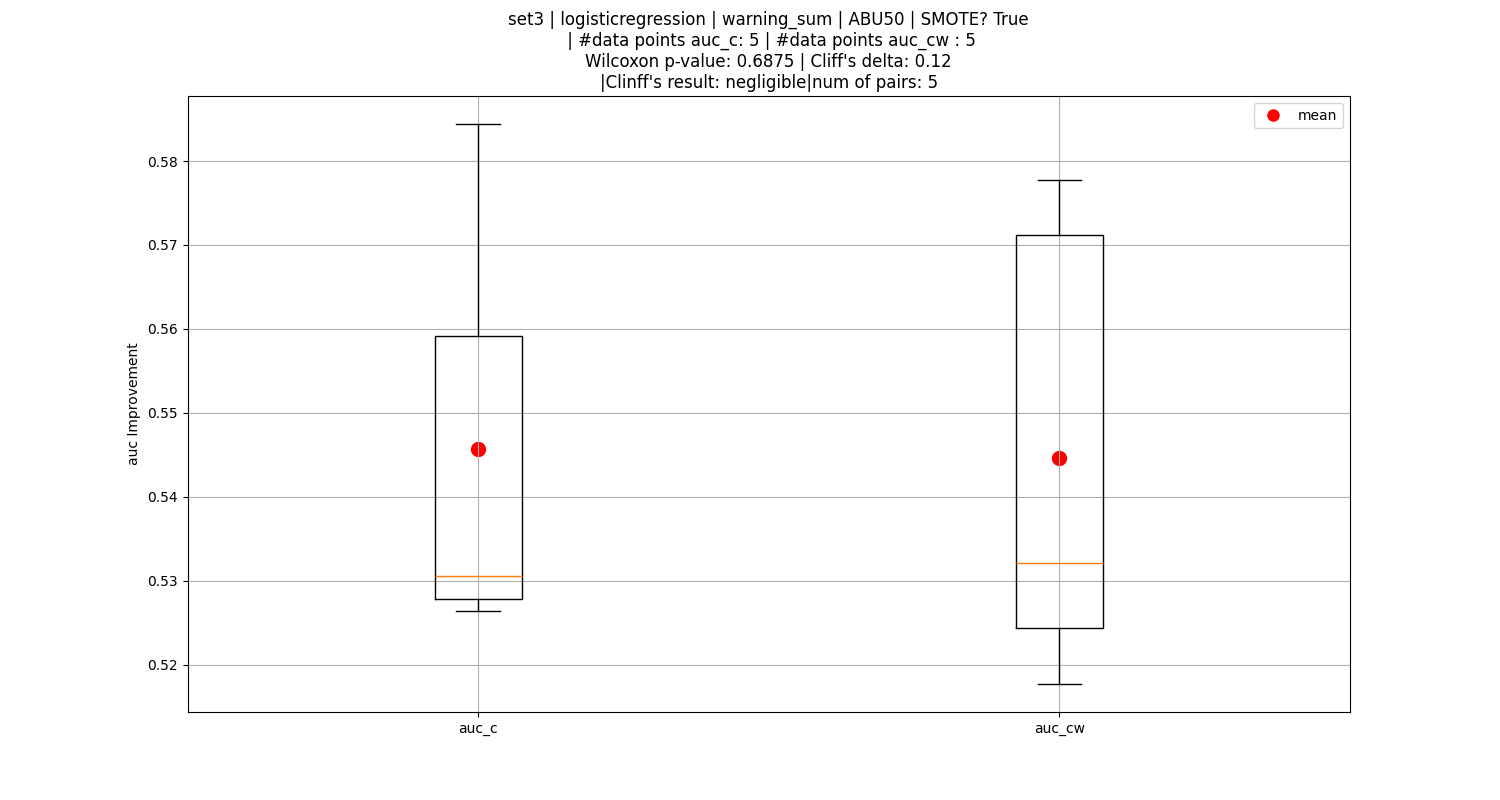 set3 | logisticregression | warning_sum | ABU50 | SMOTE? True
| #data points auc_c: 5 | #data points auc_cw : 5
Wilcoxon p-value: 0.6875 | Cliff's delta: 0.12
|Clinff's result: negligible|num of pairs: 5
mean
0.58
0.57
0.56
0.55
0.54
0.53
0.52
auc Improvement
auc_c
auc_cw